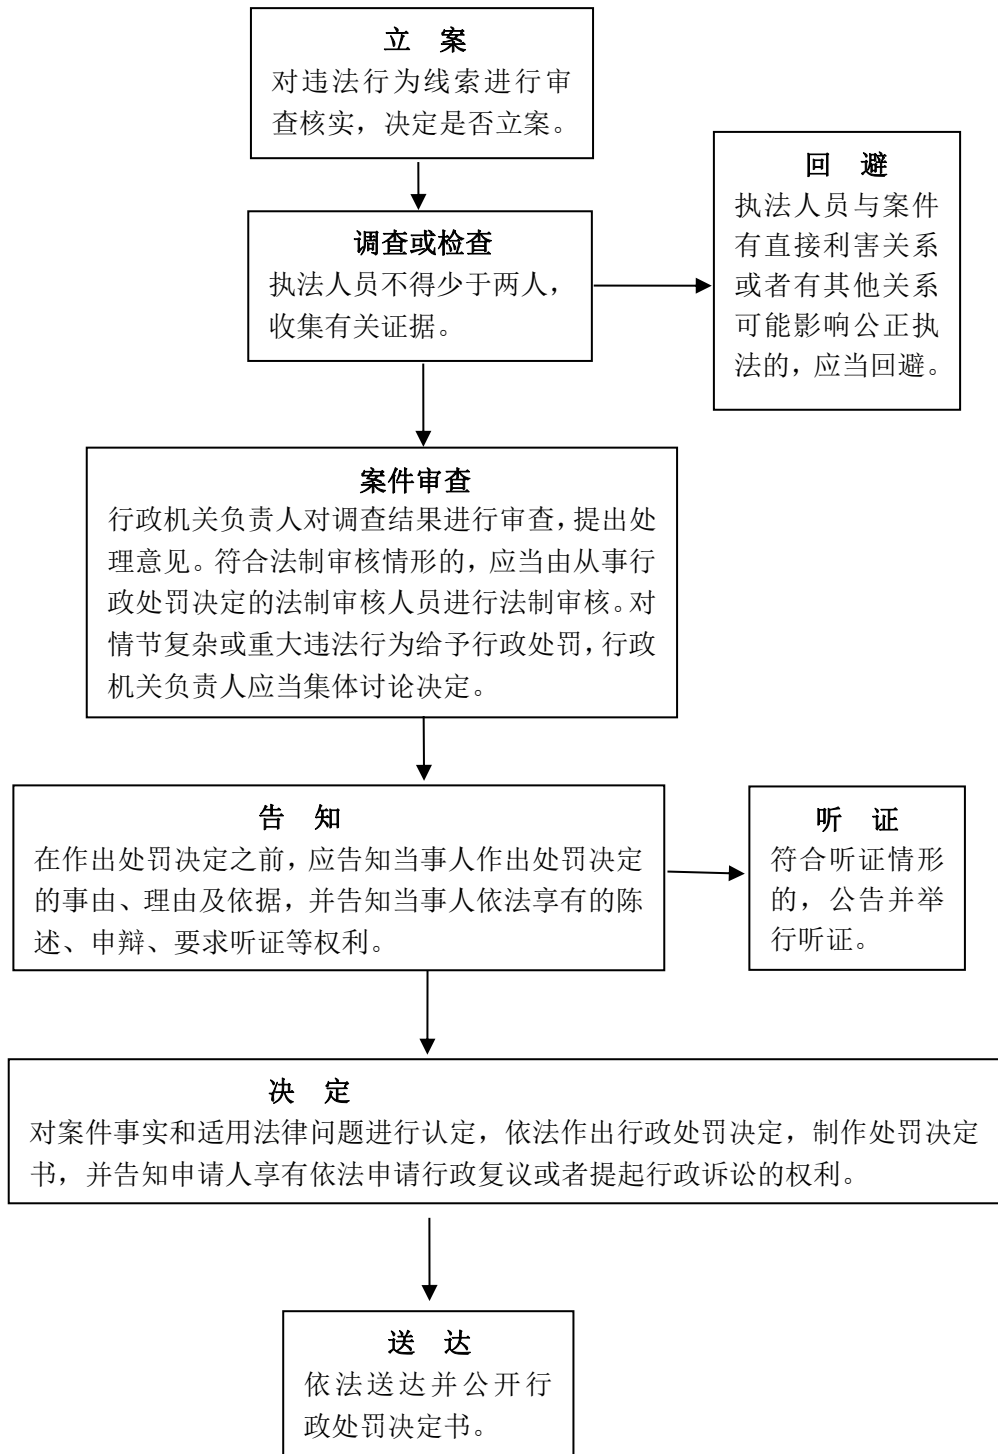 立 案
对违法行为线索进行审
查核实，决定是否立案。
回 避
执法人员与案件
有直接利害关系
或者有其他关系
可能影响公正执
法的，应当回避。
调查或检查
执法人员不得少于两人，
收集有关证据。
案件审查
行政机关负责人对调查结果进行审查，提出处
理意见。符合法制审核情形的，应当由从事行
政处罚决定的法制审核人员进行法制审核。对
情节复杂或重大违法行为给予行政处罚，行政
机关负责人应当集体讨论决定。
告 知
在作出处罚决定之前，应告知当事人作出处罚决定
的事由、理由及依据，并告知当事人依法享有的陈
述、申辩、要求听证等权利。
听 证
符合听证情形
的，公告并举
行听证。
决 定
对案件事实和适用法律问题进行认定，依法作出行政处罚决定，制作处罚决定
书，并告知申请人享有依法申请行政复议或者提起行政诉讼的权利。
送 达
依法送达并公开行
政处罚决定书。